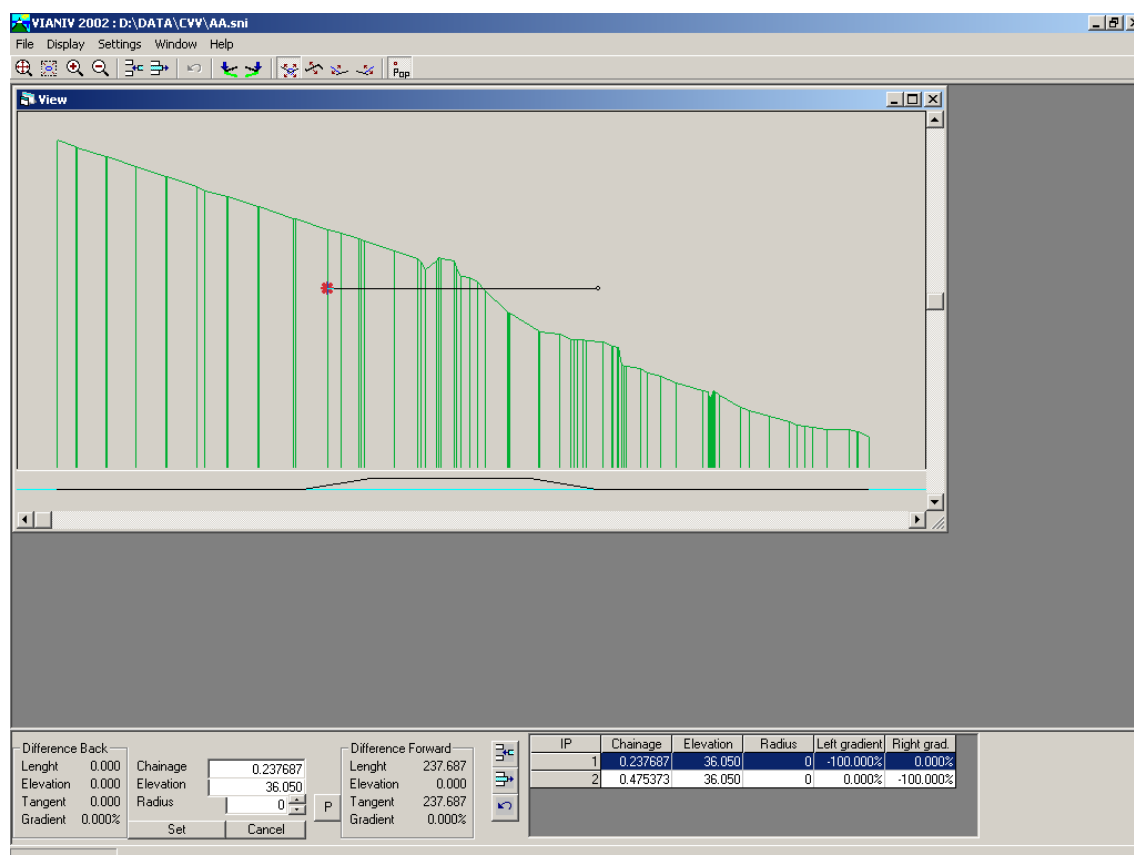 VIANIV 2002 : D:\DATA\CVV\AA.sni
File Display Settings Window Help
Pop
View
Difference Back
Lenght 0.000
Elevation 0.000
Tangent 0.000
Gradient 0.000%
Chainage 0.237687
Elevation 36.050
Radius 0
Set Cancel
P
Difference Forward
Lenght 237.687
Elevation 0.000
Tangent 237.687
Gradient 0.000%
IP Chainage Elevation Radius Left gradient Right grad.
1 0.237687 36.050 0 -100.000% 0.000%
2 0.475373 36.050 0 0.000% -100.000%